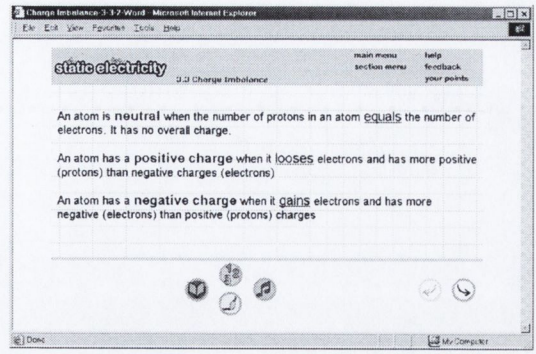 Charge Imbalance-3-3-2-Word - Microsoft Internet Explorer
File Edit View Favorites Tools Help
main menu help
static electricity section menu feedback
3.3 Charge Imbalance your points
An atom is neutral when the number of protons in an atom equals the number of
electrons. It has no overall charge.
An atom has a positive charge when it looses electrons and has more positive
(protons) than negative charges (electrons)
An atom has a negative charge when it gains electrons and has more
negative (electrons) than positive (protons) charges
Done My Computer